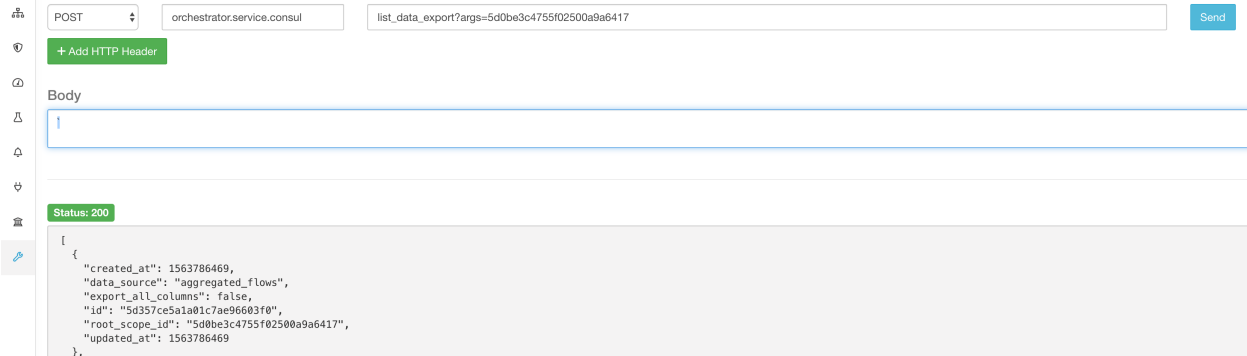 POST
orchestrator.service.consul
list_data_export?args=5d0be3c4755f02500a9a6417
Send
+ Add HTTP Header
Body
Status: 200
[
{
"created_at": 1563786469,
"data_source": "aggregated_flows",
"export_all_columns": false,
"id": "5d357ce5a1a01c7ae96603f0",
"root_scope_id": "5d0be3c4755f02500a9a6417",
"updated_at": 1563786469
},